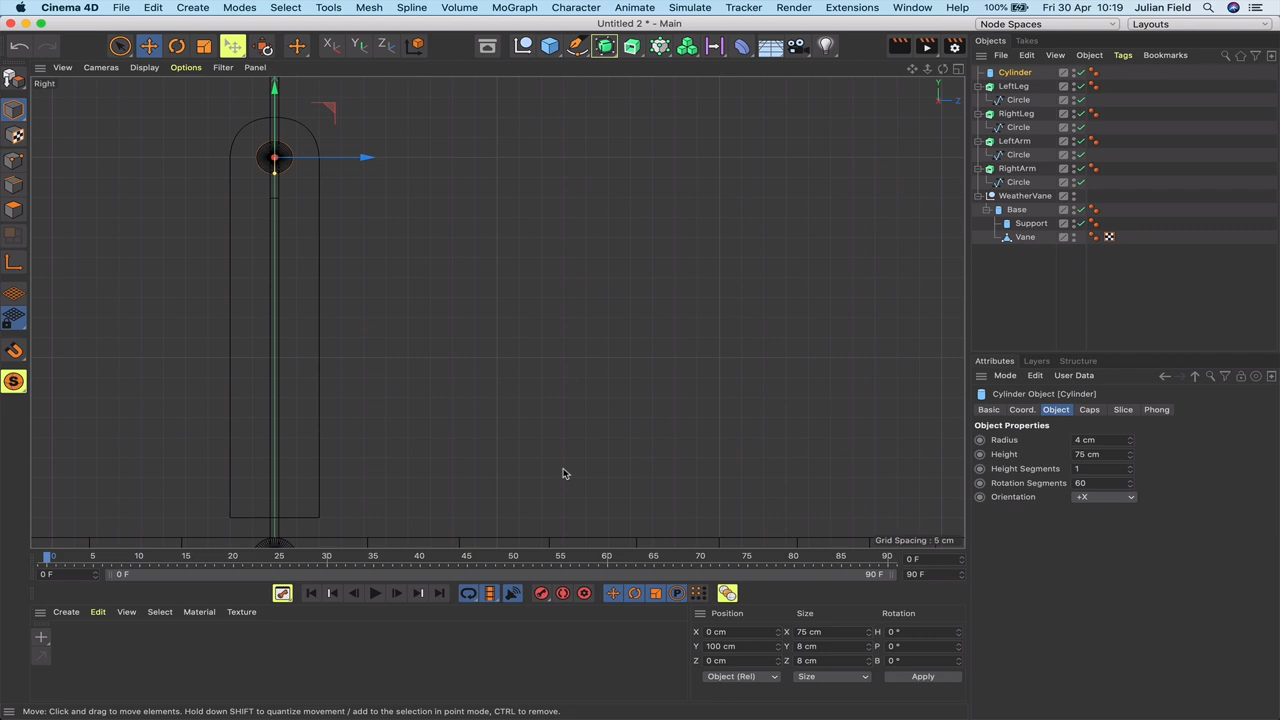 Cinema 4D File Edit Create Modes Select Tools Mesh Spline Volume MoGraph Character Animate Simulate Tracker Render Extensions Window Help Fri 30 Apr 10:19 Julian Field
Untitled 2 * - Main
Node Spaces Layouts
Objects Takes
File Edit View Object Tags Bookmarks
View Cameras Display Options Filter Panel
Right
Y
X Z
Cylinder
LeftLeg
Circle
RightLeg
Circle
LeftArm
Circle
RightArm
Circle
WeatherVane
Base
Support
Vane
Attributes Layers Structure
Mode Edit User Data
Cylinder Object [Cylinder]
Basic Coord. Object Caps Slice Phong
Object Properties
Radius 4 cm
Height 75 cm
Height Segments 1
Rotation Segments 60
Orientation +X
Grid Spacing : 5 cm
0 5 10 15 20 25 30 35 40 45 50 55 60 65 70 75 80 85 90 0 F
0 F 0 F 90 F 90 F
Create Edit View Select Material Texture
Position Size Rotation
X 0 cm X 75 cm H 0 °
Y 100 cm Y 8 cm P 0 °
Z 0 cm Z 8 cm B 0 °
Object (Rel) Size Apply
Move: Click and drag to move elements. Hold down SHIFT to quantize movement / add to the selection in point mode, CTRL to remove.